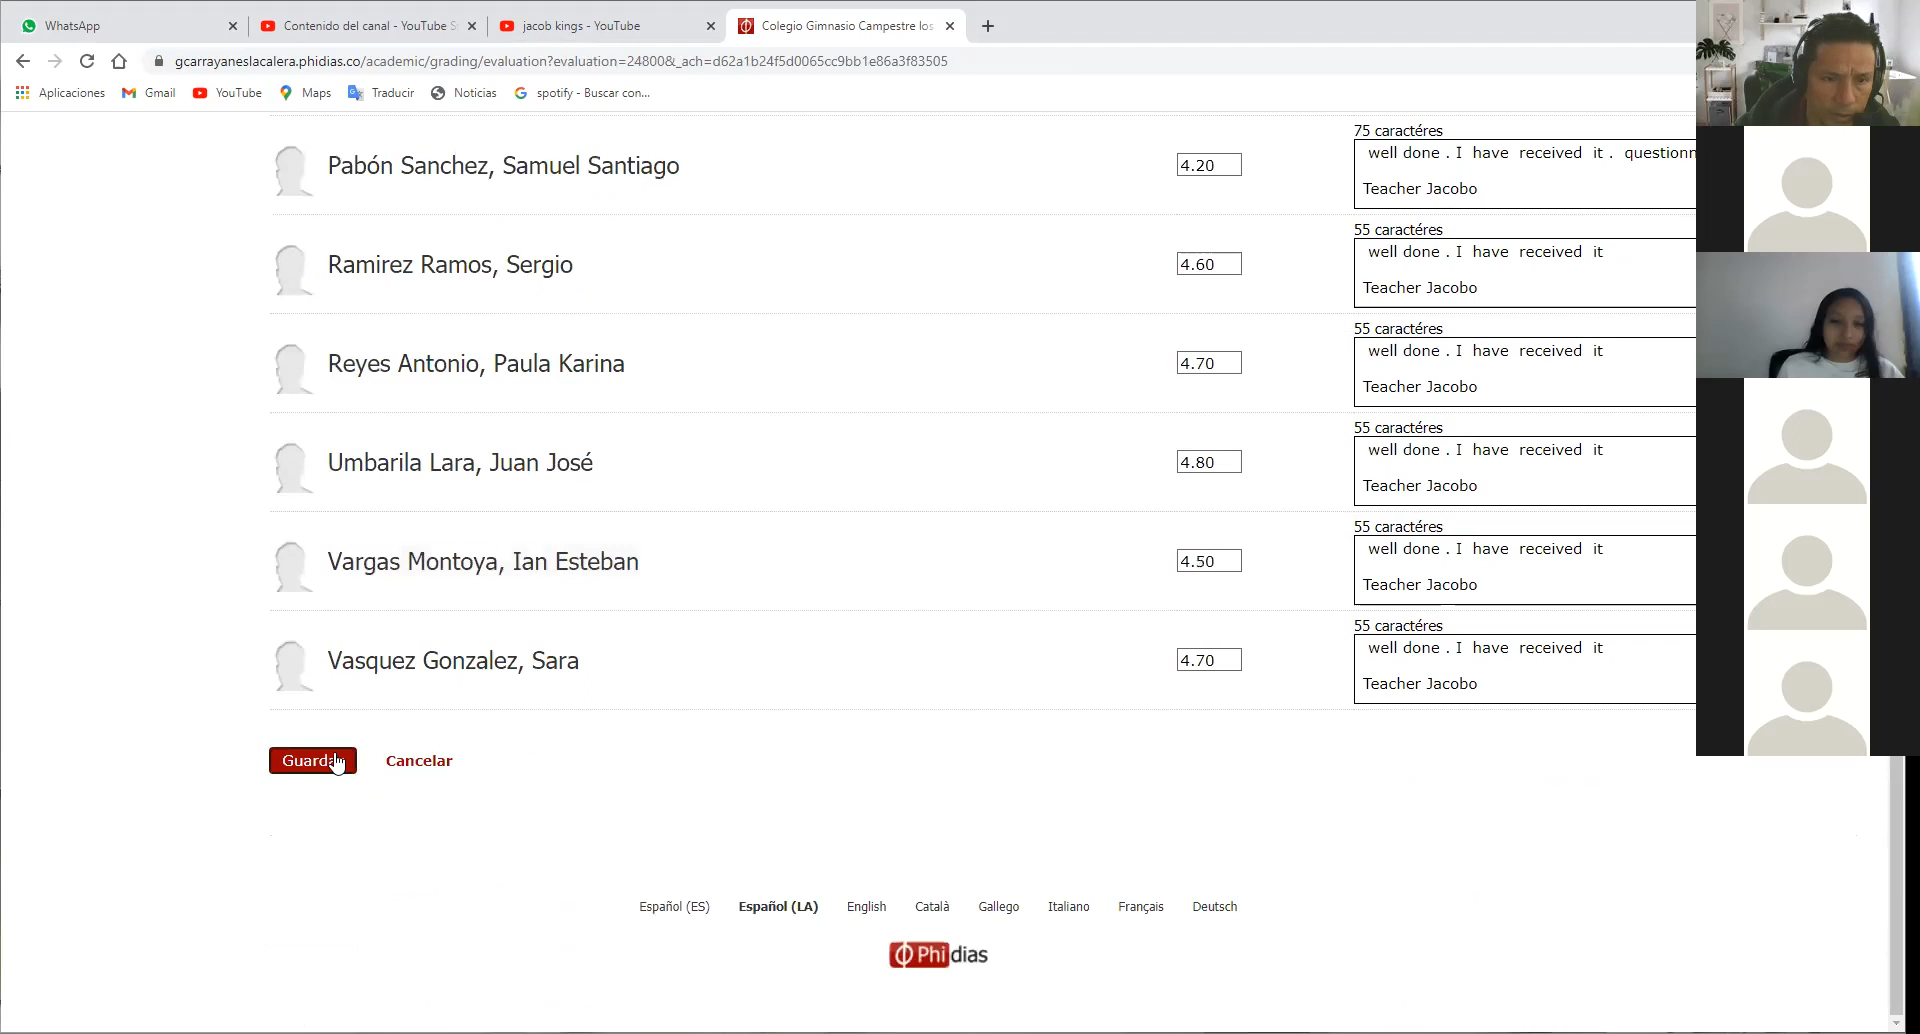 WhatsApp
Contenido del canal - YouTube S
jacob kings - YouTube
Colegio Gimnasio Campestre los
gcarrayaneslacalera.phidias.co/academic/grading/evaluation?evaluation=24800&_ach=d62a1b24f5d0065cc9bb1e86a3f83505
Aplicaciones
Gmail
YouTube
Maps
Traducir
Noticias
spotify - Buscar con...
75 caractéres
Pabón Sanchez, Samuel Santiago
4.20
well done . I have received it . questionn
Teacher Jacobo
55 caractéres
Ramirez Ramos, Sergio
4.60
well done . I have received it
Teacher Jacobo
55 caractéres
Reyes Antonio, Paula Karina
4.70
well done . I have received it
Teacher Jacobo
55 caractéres
Umbarila Lara, Juan José
4.80
well done . I have received it
Teacher Jacobo
55 caractéres
Vargas Montoya, Ian Esteban
4.50
well done . I have received it
Teacher Jacobo
55 caractéres
Vasquez Gonzalez, Sara
4.70
well done . I have received it
Teacher Jacobo
Guarda
Cancelar
Español (ES) Español (LA) English Català Gallego Italiano Français Deutsch
Phidias